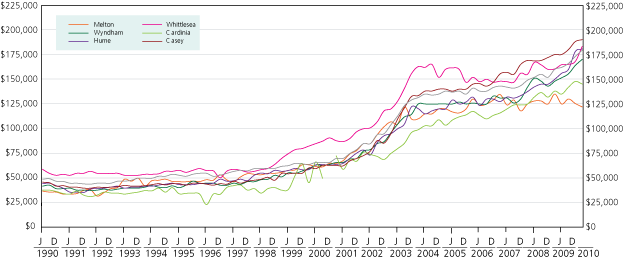 $225,000 $225,000
$200,000 $200,000
$175,000 $175,000
$150,000 $150,000
$125,000 $125,000
$100,000 $100,000
$75,000 $75,000
$50,000 $50,000
$25,000 $25,000
$0 $0
Melton Whittlesea
Wyndham Cardinia
Hume Casey
J D J D J D J D J D J D J D J D J D J D J D J D J D J D J D J D J D J D J D J D
1990 1991 1992 1993 1994 1995 1996 1997 1998 1999 2000 2001 2002 2003 2004 2005 2006 2007 2008 2009 2010